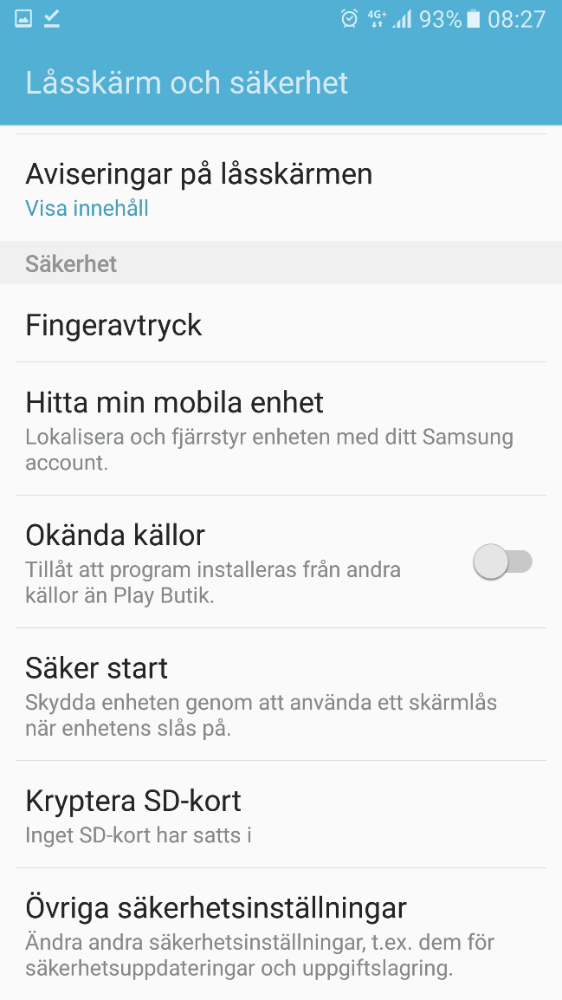 4G+ 93% 08:27
Låsskärm och säkerhet
Aviseringar på låsskärmen
Visa innehåll
Säkerhet
Fingeravtryck
Hitta min mobila enhet
Lokalisera och fjärrstyr enheten med ditt Samsung
account.
Okända källor
Tillåt att program installeras från andra
källor än Play Butik.
Säker start
Skydda enheten genom att använda ett skärmlås
när enhetens slås på.
Kryptera SD-kort
Inget SD-kort har satts i
Övriga säkerhetsinställningar
Ändra andra säkerhetsinställningar, t.ex. dem för
säkerhetsuppdateringar och uppgiftslagring.